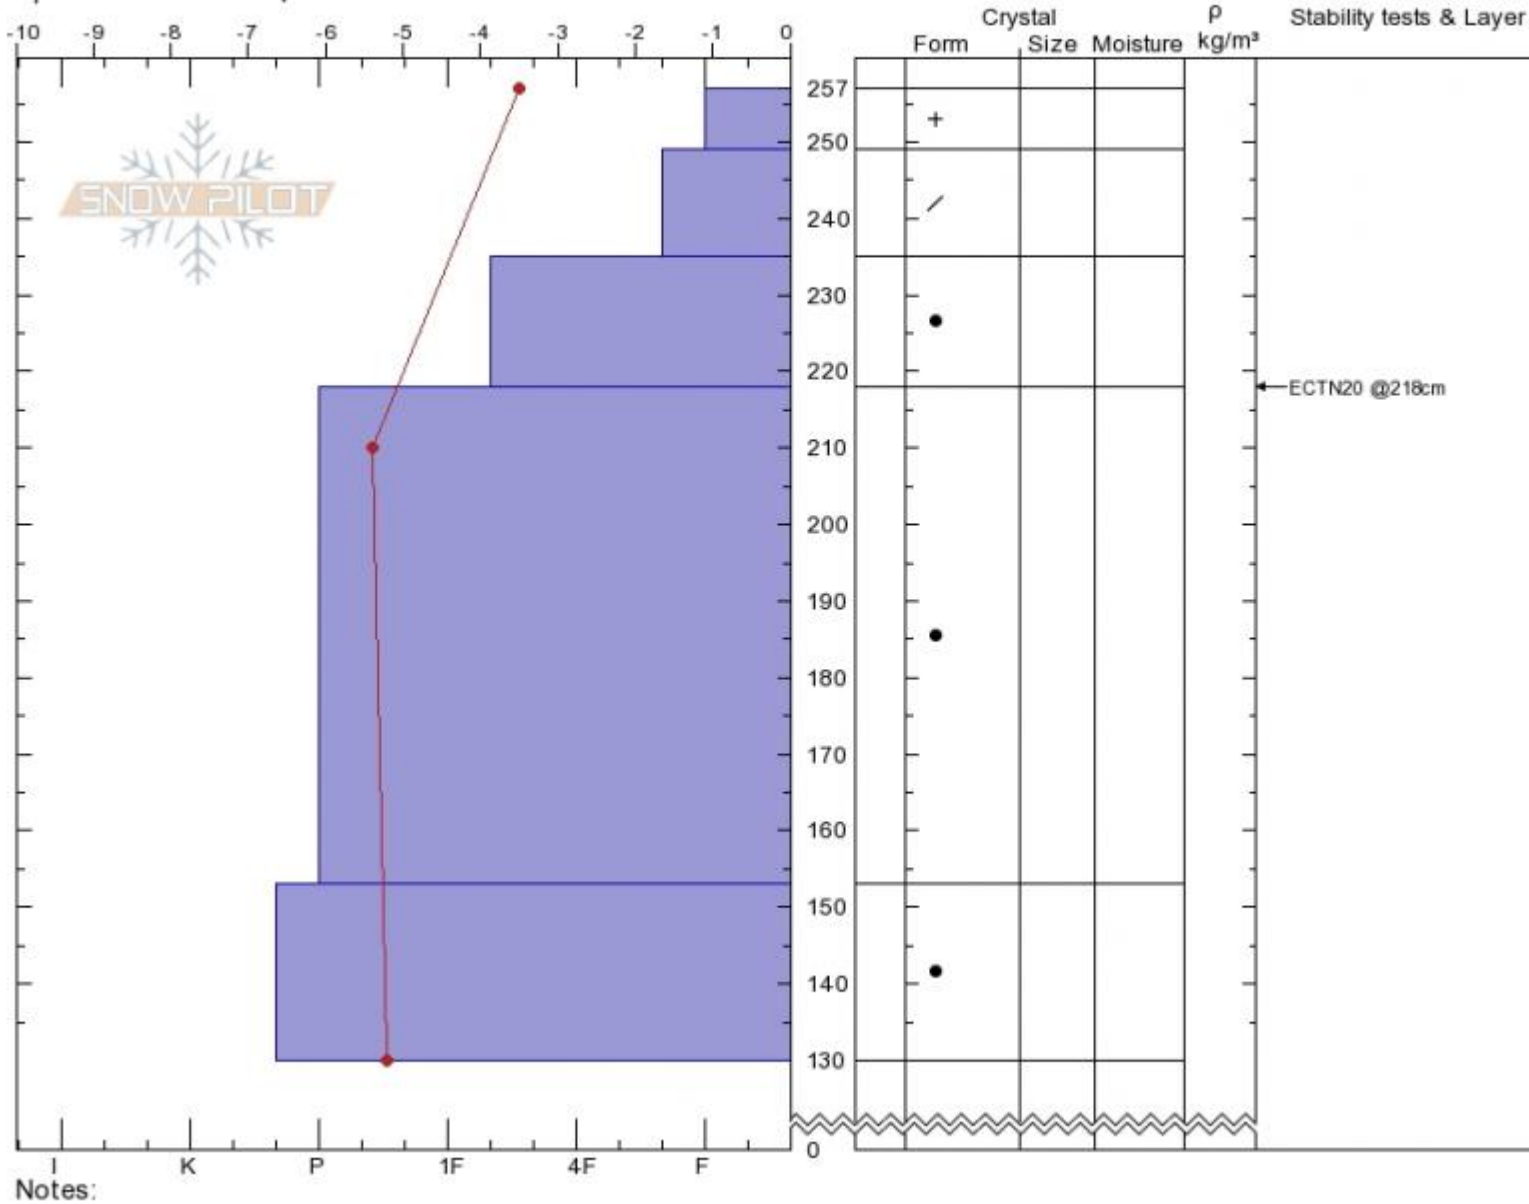 -10 -9 -8 -7 -6 -5 -4 -3 -2 -1 0
Crystal
Form Size Moisture
ρ
kg/m³
Stability tests & Layer
SNOW PILOT
257
250
240
230
220
ECTN20 @218cm
210
200
190
180
170
160
150
140
130
0
I K P 1F 4F F
Notes: